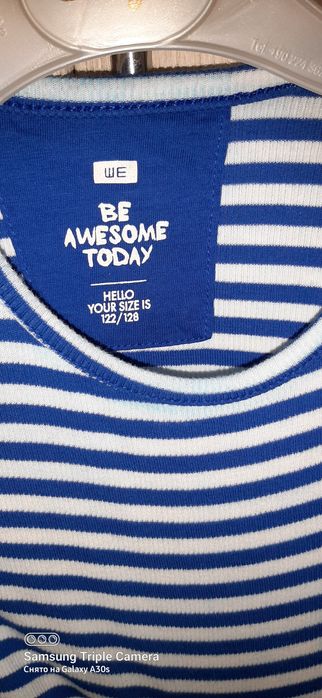 WE
BE
AWESOME
TODAY
HELLO
YOUR SIZE IS
122/128
Samsung Triple Camera
Снято на Galaxy A30s